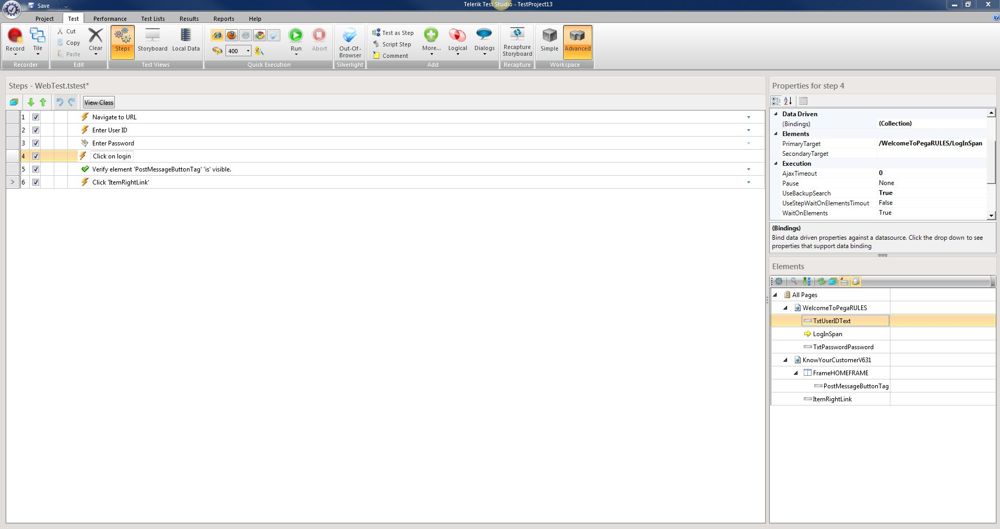 Save
Telerik Test Studio - TestProject13
Project Test Performance Test Lists Results Reports Help
Record Tile
Recorder
Cut
Copy
Paste
Clear
Edit
Steps Storyboard Local Data
Test Views
400
Run Abort
Quick Execution
Out-Of-
Browser
Silverlight
Test as Step
Script Step
Comment
More... Logical Dialogs
Add
Recapture
Storyboard
Recapture
Simple Advanced
Workspace
Steps - WebTest.tstest*
View Class
1 Navigate to URL
2 Enter User ID
3 Enter Password
4 Click on login
5 Verify element 'PostMessageButtonTag' 'is' visible.
6 Click 'ItemRightLink'
Properties for step 4
Data Driven
(Bindings) (Collection)
Elements
PrimaryTarget /WelcomeToPegaRULES/LogInSpan
SecondaryTarget
Execution
AjaxTimeout 0
Pause None
UseBackupSearch True
UseStepWaitOnElementsTimout False
WaitOnElements True
(Bindings)
Bind data driven properties against a datasource. Click the drop down to see
properties that support data binding
Elements
All Pages
WelcomeToPegaRULES
TxtUserIDText
LogInSpan
TxtPasswordPassword
KnowYourCustomerV631
FrameHOMEFRAME
PostMessageButtonTag
ItemRightLink